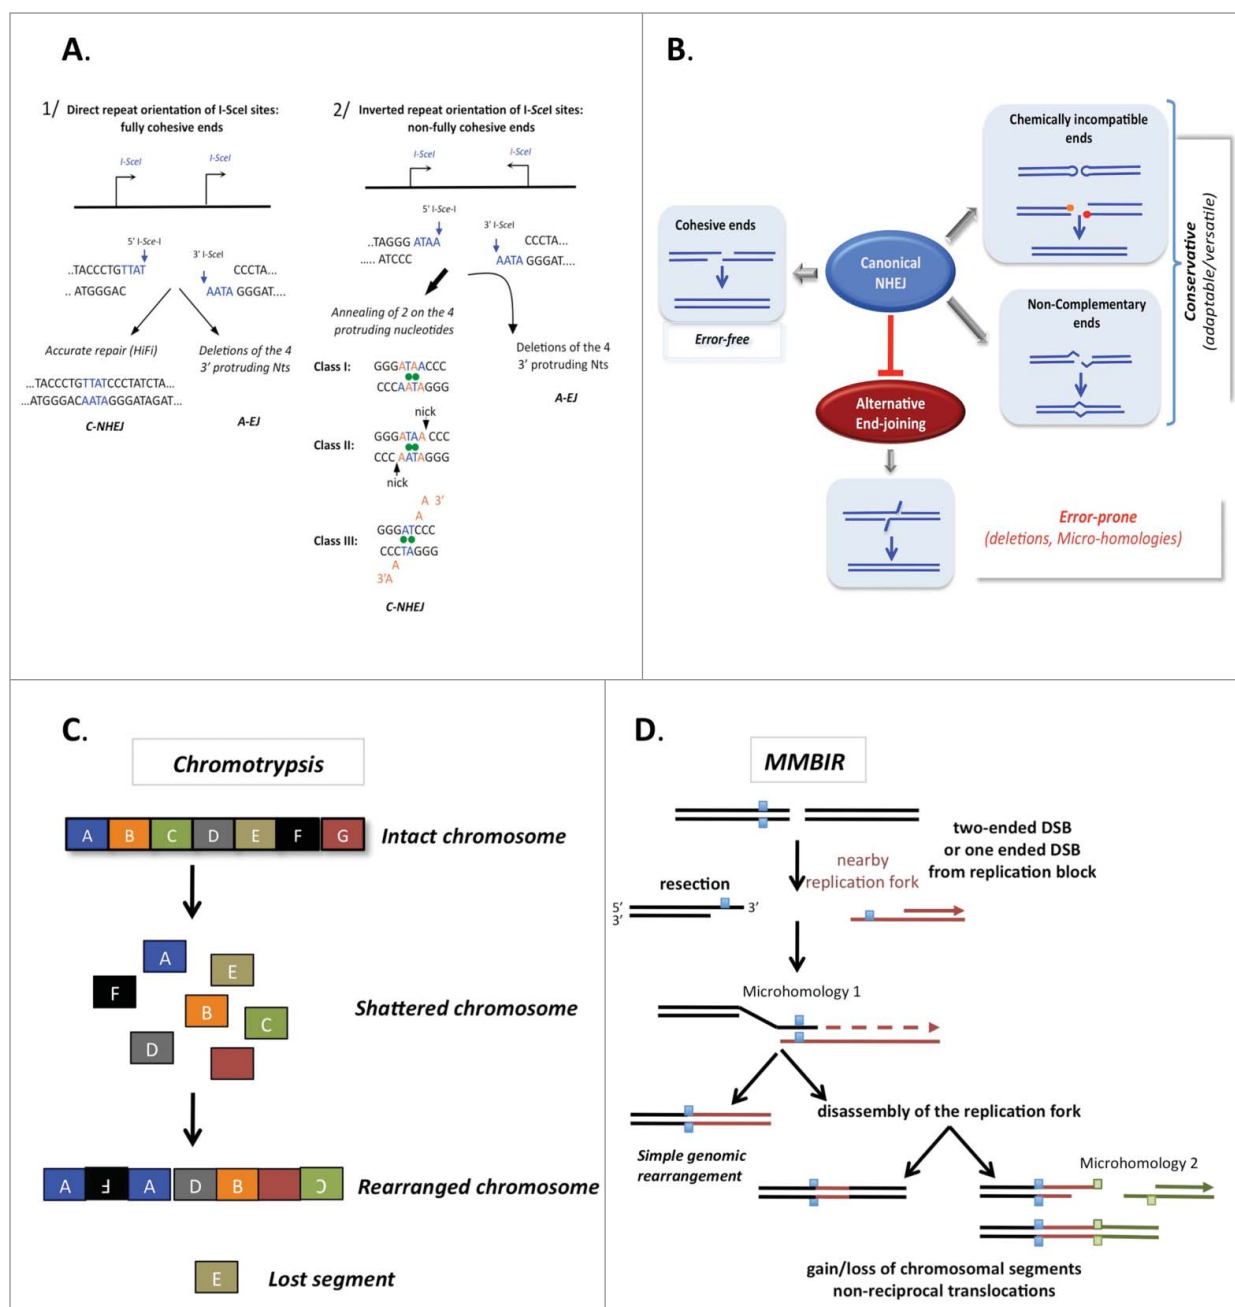 A.
1/ Direct repeat orientation of I-SceI sites:
fully cohesive ends
I-SceI
I-SceI
5' I-Sce-I
3' I-SceI
..TACCCTGTTAT
CCCTA...
.. ATGGGAC
AATA GGGAT....
Accurate repair (HiFi)
Deletions of the 4
3' protruding Nts
...TACCCTGTTATCCCTATCTA...
...ATGGGACAATAGGGATAGAT...
C-NHEJ
A-EJ
2/ Inverted repeat orientation of I-SceI sites:
non-fully cohesive ends
I-SceI
I-SceI
5' I-Sce-I
3' I-SceI
..TAGGG ATAA
CCCTA...
..... ATCCC
AATA GGGAT....
Annealing of 2 on the 4
protruding nucleotides
Deletions of the 4
3' protruding Nts
A-EJ
Class I:
GGGATAACCC
CCCAATAGGG
nick
Class II:
GGGATAA CCC
CCC AATAGGG
nick
A 3'
A
Class III:
GGGATCCC
CCCTAGGG
A
3'A
C-NHEJ
B.
Cohesive ends
Error-free
Canonical
NHEJ
Chemically incompatible
ends
Non-Complementary
ends
Conservative
(adaptable/versatile)
Alternative
End-joining
Error-prone
(deletions, Micro-homologies)
C.
Chromotrypsis
A B C D E F G
Intact chromosome
A
E
F
B
C
D
Shattered chromosome
A F A D B C
Rearranged chromosome
E
Lost segment
D.
MMBIR
two-ended DSB
or one ended DSB
from replication block
nearby
replication fork
resection
5' 3'
3'
Microhomology 1
disassembly of the replication fork
Simple genomic
rearrangement
Microhomology 2
gain/loss of chromosomal segments
non-reciprocal translocations